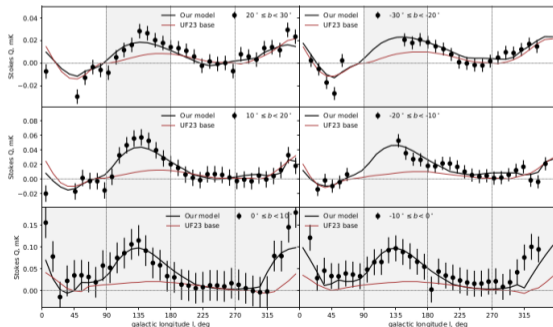 Our model 20° ≤ b < 30°
UF23 base
Our model -30° ≤ b < -20°
UF23 base
0.04
0.02
0.00
−0.02
Stokes Q, mK
Our model 10° ≤ b < 20°
UF23 base
Our model -20° ≤ b < -10°
UF23 base
0.08
0.06
0.04
0.02
0.00
−0.02
Stokes Q, mK
Our model 0° ≤ b < 10°
UF23 base
Our model -10° ≤ b < 0°
UF23 base
0.15
0.10
0.05
0.00
Stokes Q, mK
0 45 90 135 180 225 270 315
0 45 90 135 180 225 270 315
galactic longitude l, deg
galactic longitude l, deg